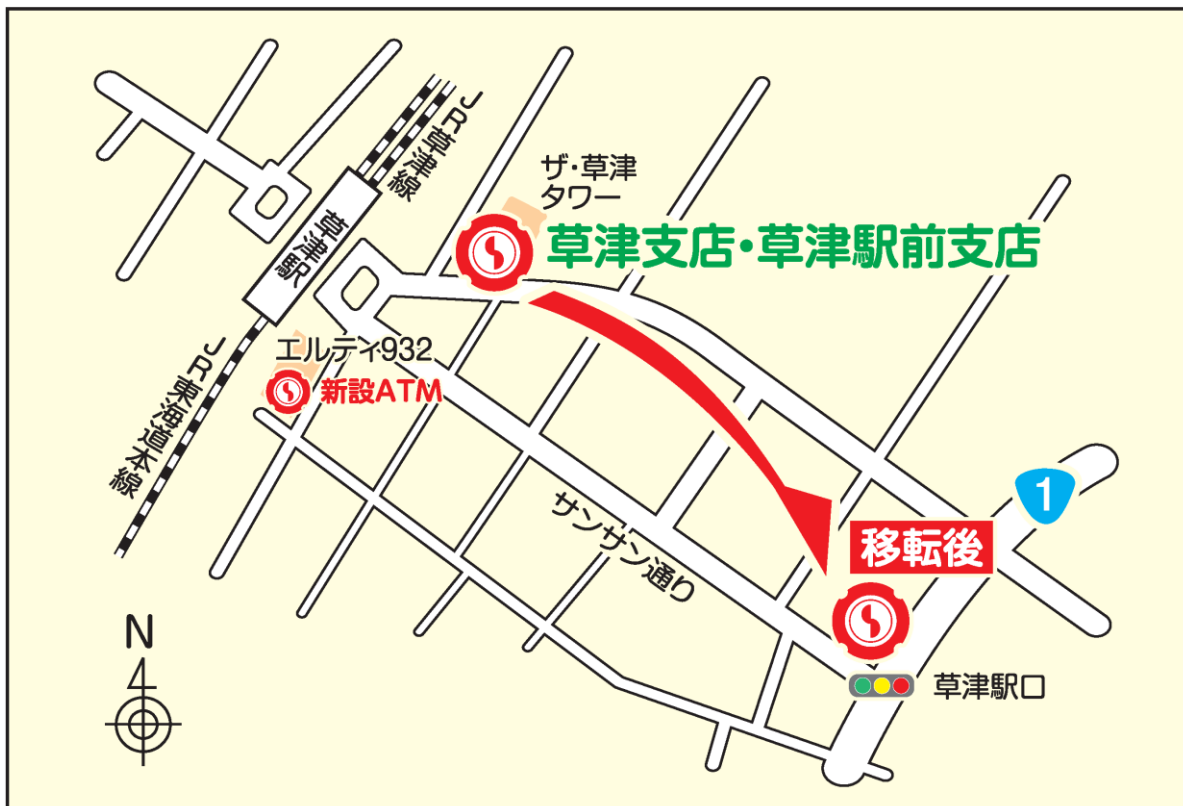 JR草津線
草津駅
JR東海道本線
ザ・草津
タワー
草津支店・草津駅前支店
エルティ932
新設ATM
サンサン通り
1
移転後
草津駅口
N